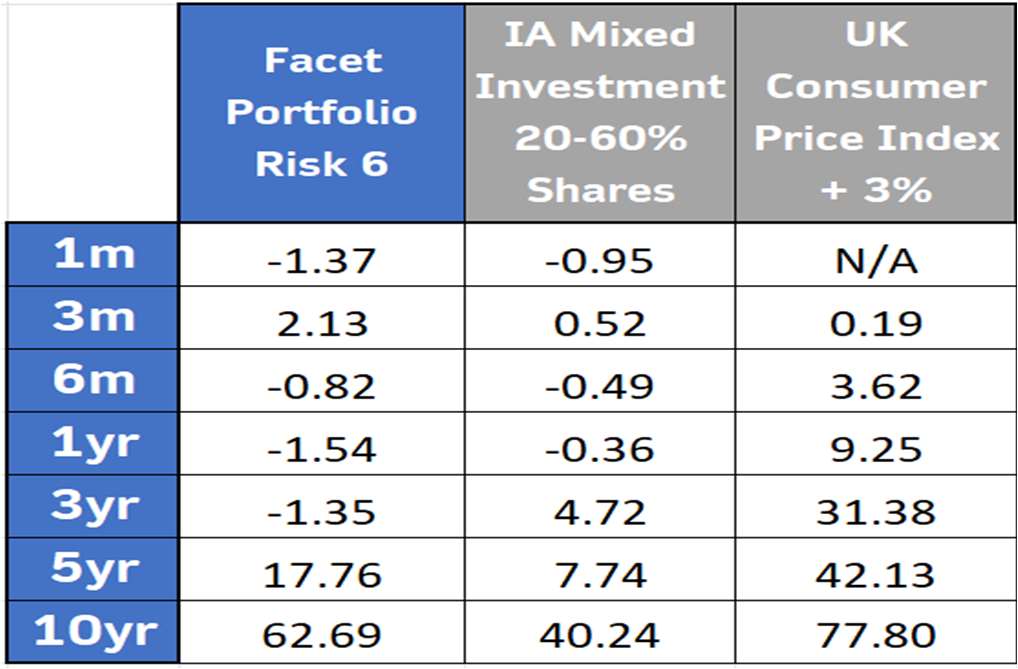 Facet
Portfolio
Risk 6
IA Mixed
Investment
20-60%
Shares
UK
Consumer
Price Index
+ 3%
1m -1.37 -0.95 N/A
3m 2.13 0.52 0.19
6m -0.82 -0.49 3.62
1yr -1.54 -0.36 9.25
3yr -1.35 4.72 31.38
5yr 17.76 7.74 42.13
10yr 62.69 40.24 77.80